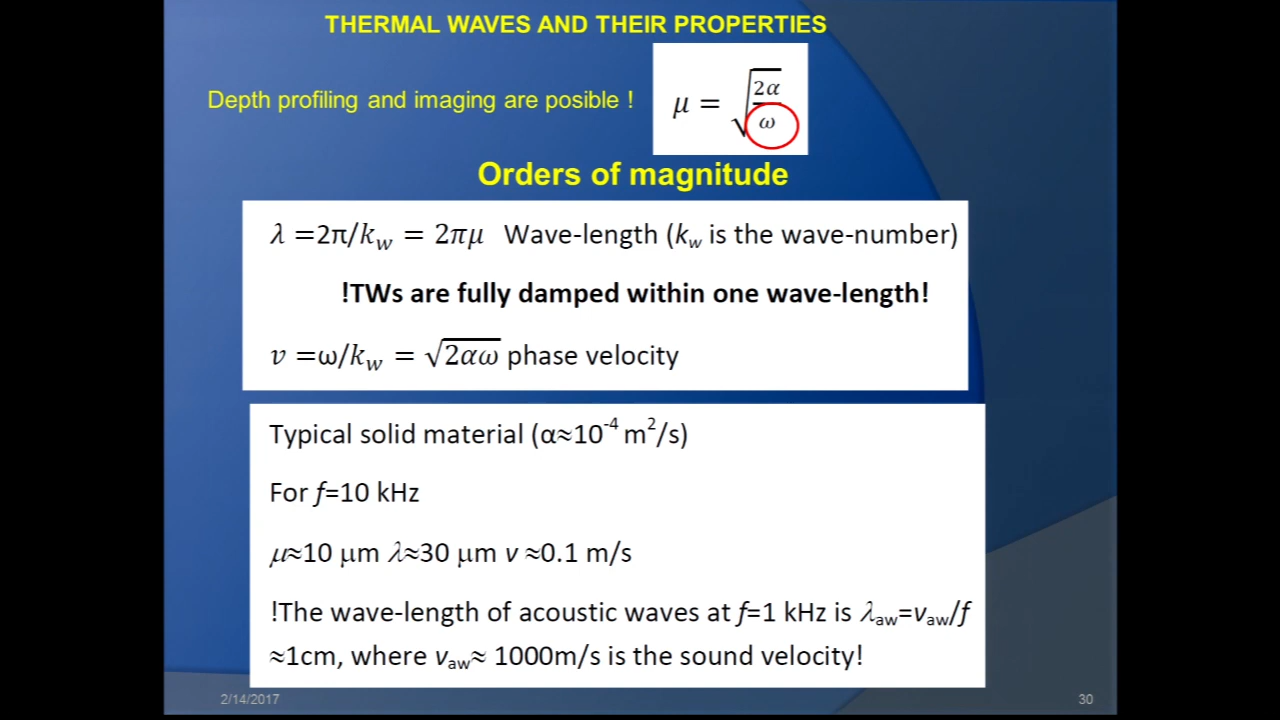 THERMAL WAVES AND THEIR PROPERTIES
Depth profiling and imaging are posible !
μ = √(2α/ω)
Orders of magnitude
λ =2π/k_w = 2πμ Wave-length (k_w is the wave-number)
!TWs are fully damped within one wave-length!
v =ω/k_w = √(2αω) phase velocity
Typical solid material (α≈10⁻⁴ m²/s)
For f=10 kHz
μ≈10 μm λ≈30 μm v ≈0.1 m/s
!The wave-length of acoustic waves at f=1 kHz is λ_aw=v_aw/f
≈1cm, where v_aw≈ 1000m/s is the sound velocity!
2/14/2017
30